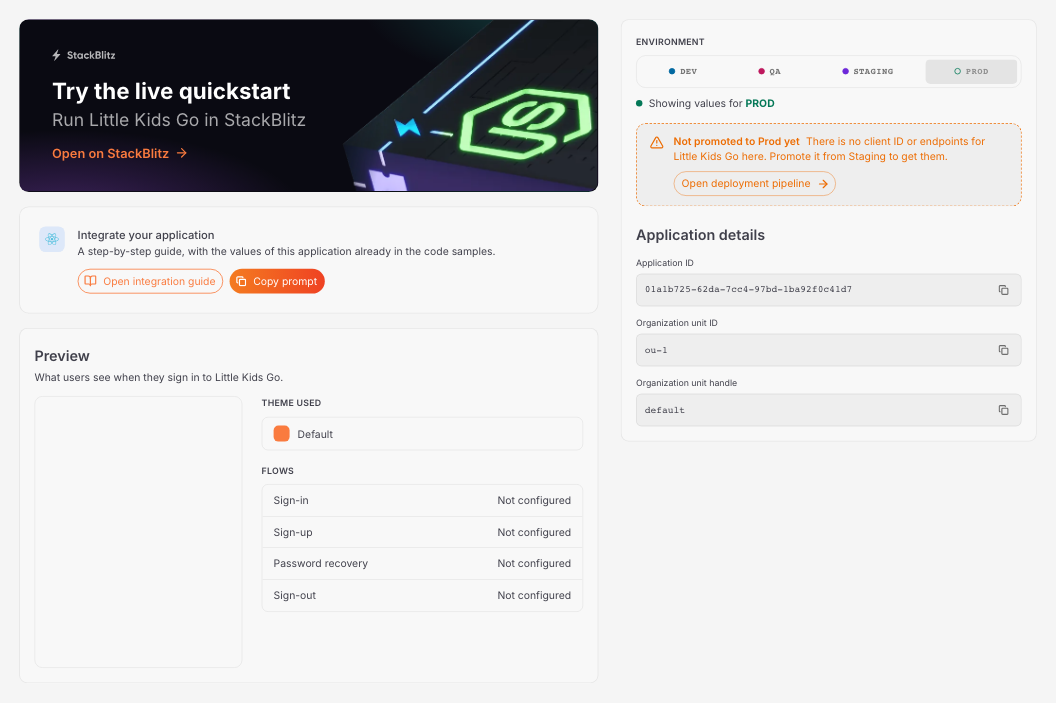 StackBlitz
Try the live quickstart
Run Little Kids Go in StackBlitz
Open on StackBlitz
Integrate your application
A step-by-step guide, with the values of this application already in the code samples.
Open integration guide
Copy prompt
Preview
What users see when they sign in to Little Kids Go.
THEME USED
Default
FLOWS
Sign-in Not configured
Sign-up Not configured
Password recovery Not configured
Sign-out Not configured
ENVIRONMENT
DEV QA STAGING PROD
Showing values for PROD
Not promoted to Prod yet There is no client ID or endpoints for
Little Kids Go here. Promote it from Staging to get them.
Open deployment pipeline
Application details
Application ID
01a1b725-62da-7cc4-97bd-1ba92f0c41d7
Organization unit ID
ou-1
Organization unit handle
default